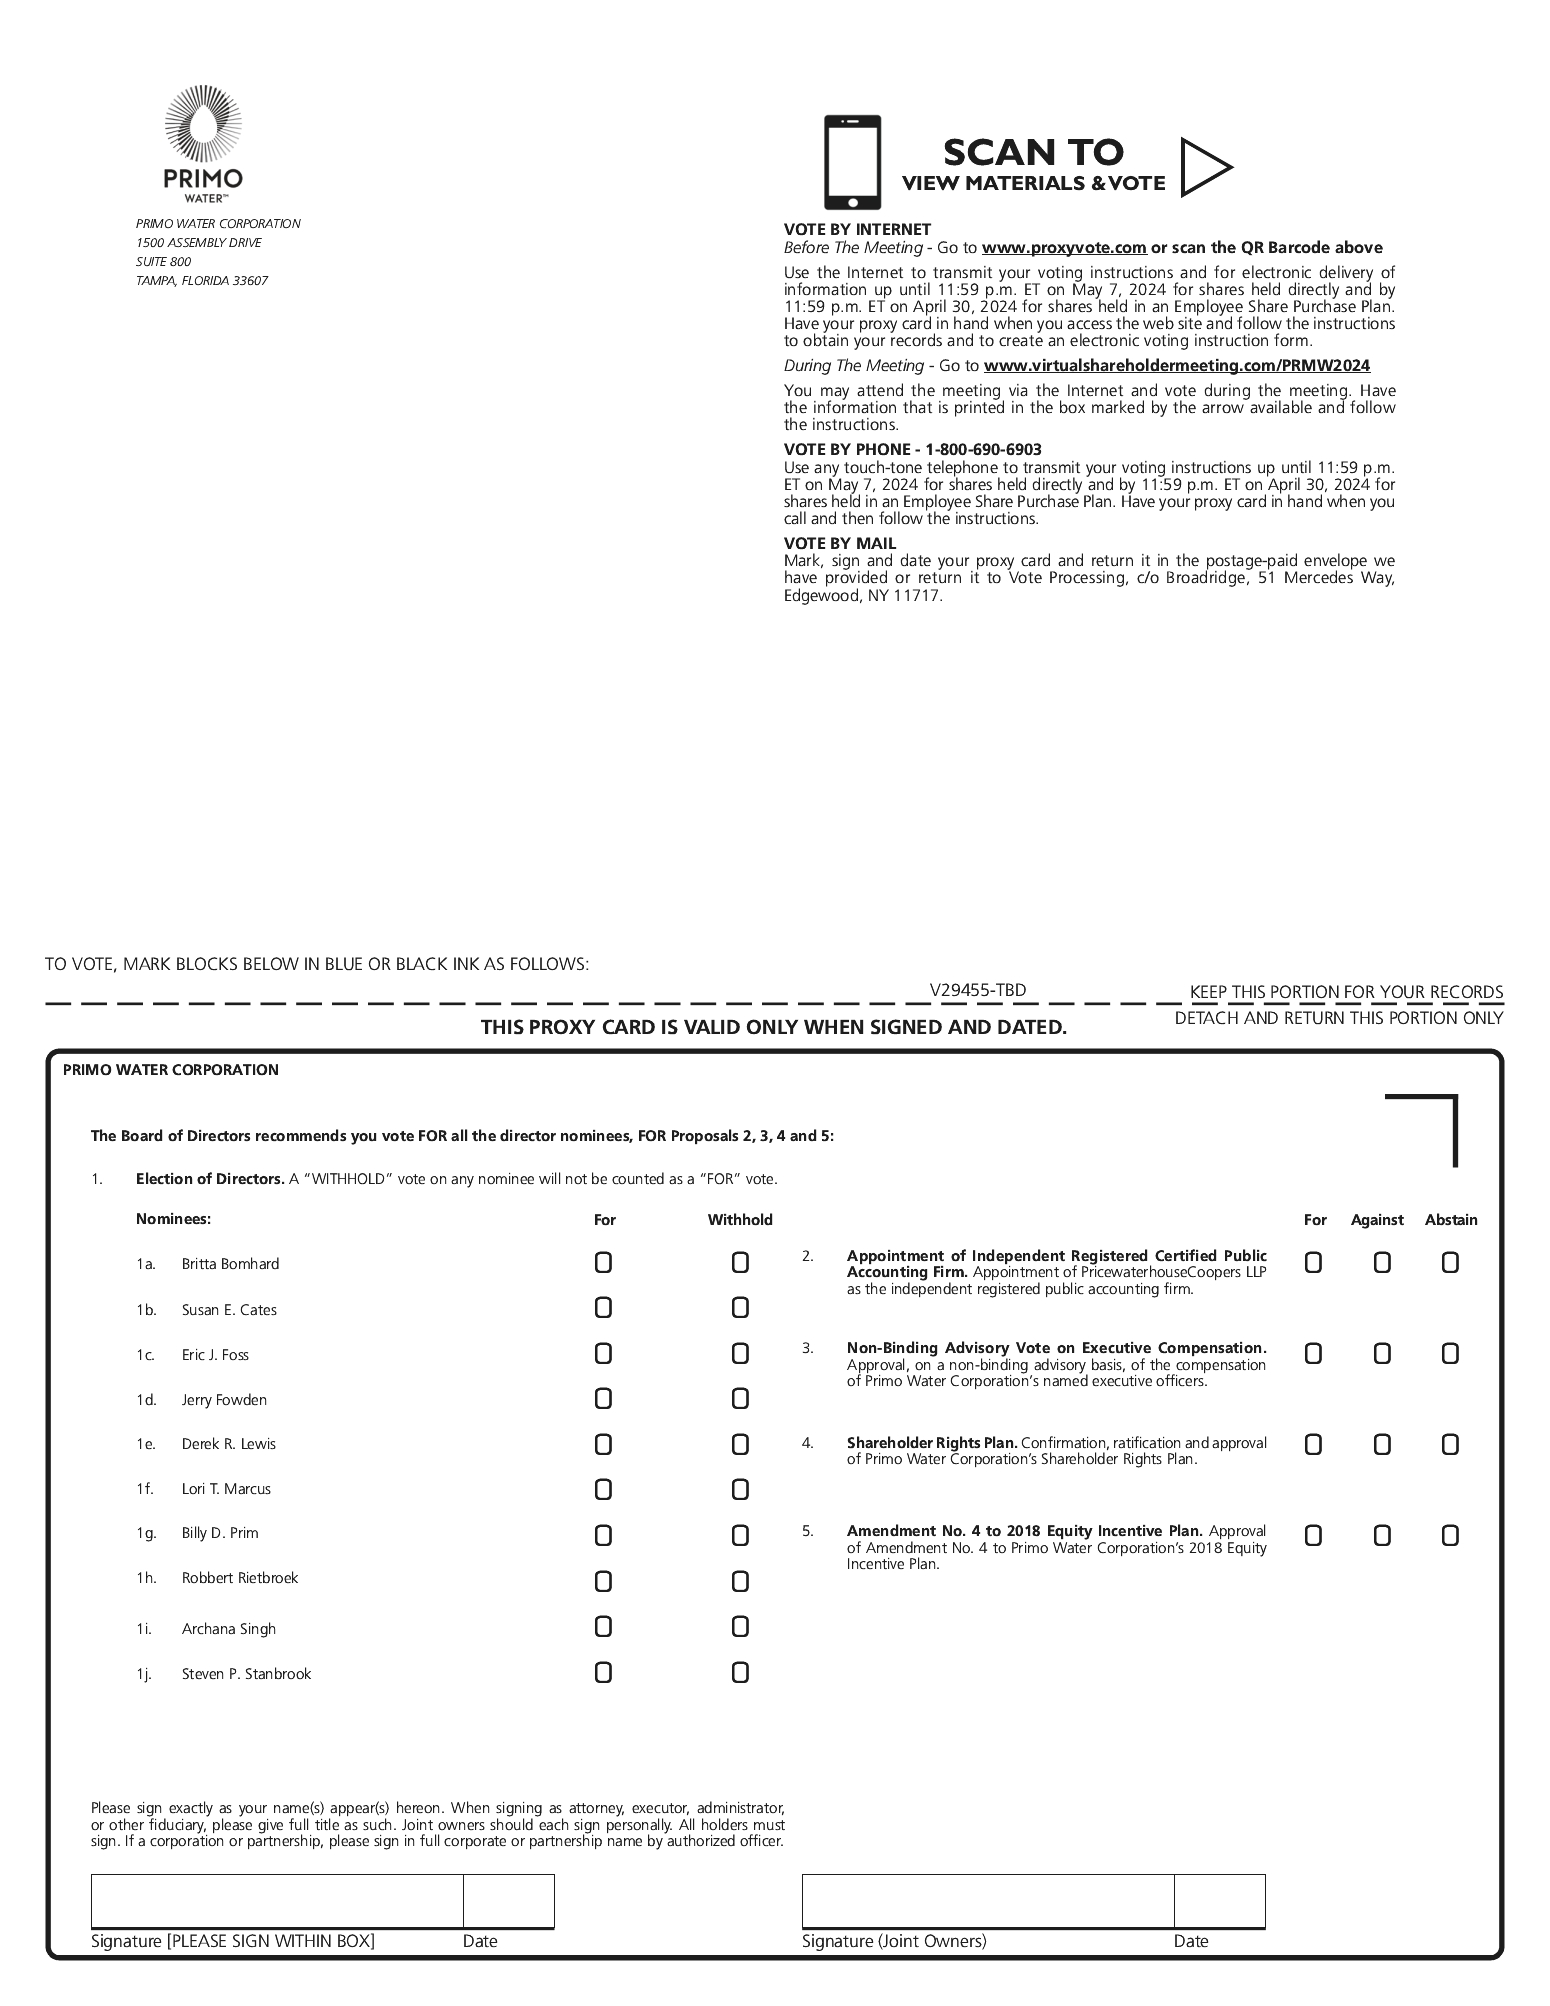 PRIMO
WATER™
PRIMO WATER CORPORATION
1500 ASSEMBLY DRIVE
SUITE 800
TAMPA, FLORIDA 33607
SCAN TO
VIEW MATERIALS & VOTE
VOTE BY INTERNET
Before The Meeting - Go to www.proxyvote.com or scan the QR Barcode above
Use the Internet to transmit your voting instructions and for electronic delivery of
information up until 11:59 p.m. ET on May 7, 2024 for shares held directly and by
11:59 p.m. ET on April 30, 2024 for shares held in an Employee Share Purchase Plan.
Have your proxy card in hand when you access the web site and follow the instructions
to obtain your records and to create an electronic voting instruction form.
During The Meeting - Go to www.virtualshareholdermeeting.com/PRMW2024
You may attend the meeting via the Internet and vote during the meeting. Have
the information that is printed in the box marked by the arrow available and follow
the instructions.
VOTE BY PHONE - 1-800-690-6903
Use any touch-tone telephone to transmit your voting instructions up until 11:59 p.m.
ET on May 7, 2024 for shares held directly and by 11:59 p.m. ET on April 30, 2024 for
shares held in an Employee Share Purchase Plan. Have your proxy card in hand when you
call and then follow the instructions.
VOTE BY MAIL
Mark, sign and date your proxy card and return it in the postage-paid envelope we
have provided or return it to Vote Processing, c/o Broadridge, 51 Mercedes Way,
Edgewood, NY 11717.
TO VOTE, MARK BLOCKS BELOW IN BLUE OR BLACK INK AS FOLLOWS:
V29455-TBD
KEEP THIS PORTION FOR YOUR RECORDS
DETACH AND RETURN THIS PORTION ONLY
THIS PROXY CARD IS VALID ONLY WHEN SIGNED AND DATED.
PRIMO WATER CORPORATION
The Board of Directors recommends you vote FOR all the director nominees, FOR Proposals 2, 3, 4 and 5:
1. Election of Directors. A “WITHHOLD” vote on any nominee will not be counted as a “FOR” vote.
Nominees: For Withhold
1a. Britta Bomhard
1b. Susan E. Cates
1c. Eric J. Foss
1d. Jerry Fowden
1e. Derek R. Lewis
1f. Lori T. Marcus
1g. Billy D. Prim
1h. Robbert Rietbroek
1i. Archana Singh
1j. Steven P. Stanbrook
For Against Abstain
2. Appointment of Independent Registered Certified Public
Accounting Firm. Appointment of PricewaterhouseCoopers LLP
as the independent registered public accounting firm.
3. Non-Binding Advisory Vote on Executive Compensation.
Approval, on a non-binding advisory basis, of the compensation
of Primo Water Corporation’s named executive officers.
4. Shareholder Rights Plan. Confirmation, ratification and approval
of Primo Water Corporation’s Shareholder Rights Plan.
5. Amendment No. 4 to 2018 Equity Incentive Plan. Approval
of Amendment No. 4 to Primo Water Corporation’s 2018 Equity
Incentive Plan.
Please sign exactly as your name(s) appear(s) hereon. When signing as attorney, executor, administrator,
or other fiduciary, please give full title as such. Joint owners should each sign personally. All holders must
sign. If a corporation or partnership, please sign in full corporate or partnership name by authorized officer.
Signature [PLEASE SIGN WITHIN BOX] Date
Signature (Joint Owners) Date